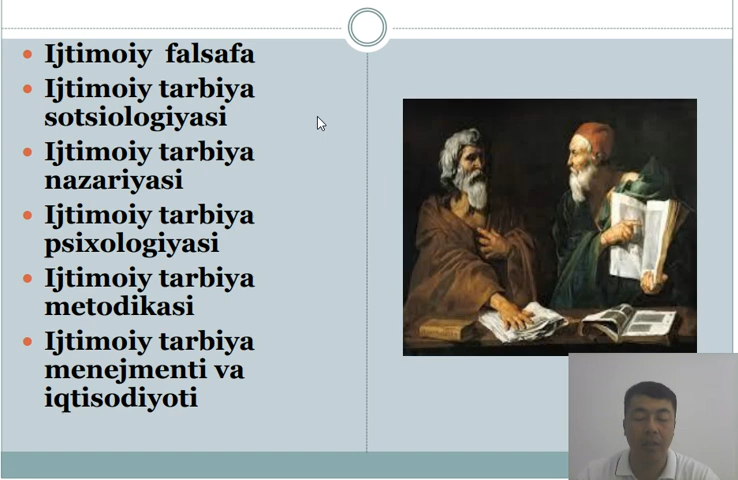 Ijtimoiy falsafa
Ijtimoiy tarbiya
sotsiologiyasi
Ijtimoiy tarbiya
nazariyasi
Ijtimoiy tarbiya
psixologiyasi
Ijtimoiy tarbiya
metodikasi
Ijtimoiy tarbiya
menejmenti va
iqtisodiyoti